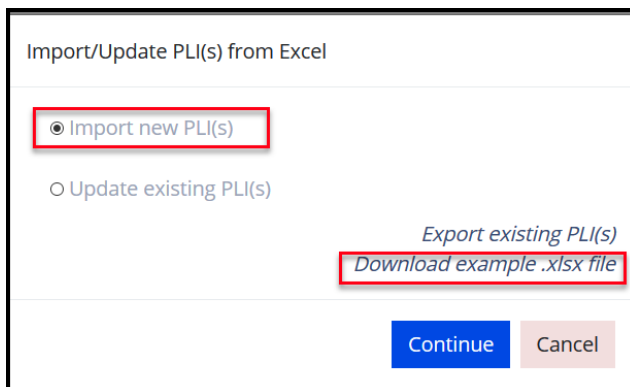 Import/Update PLI(s) from Excel
Import new PLI(s)
Update existing PLI(s)
Export existing PLI(s)
Download example .xlsx file
Continue Cancel